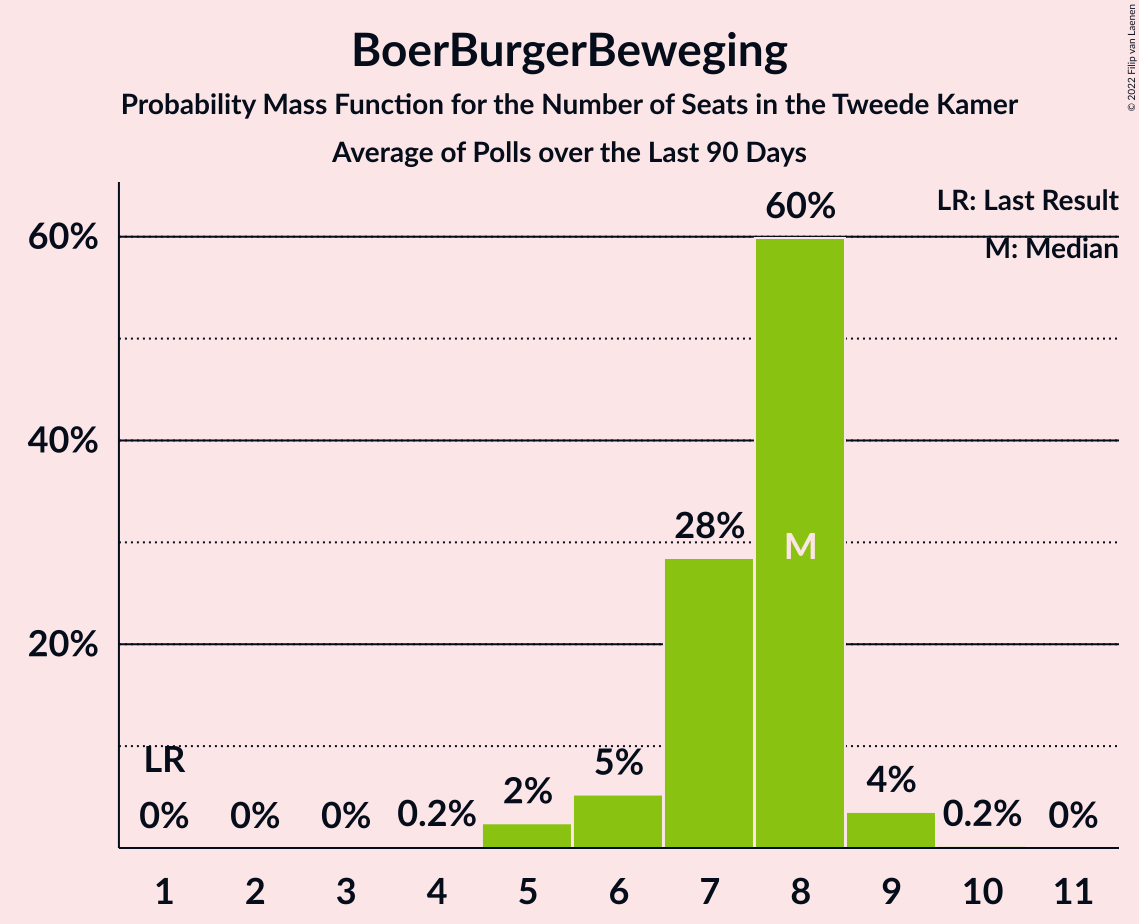 BoerBurgerBeweging
Probability Mass Function for the Number of Seats in the Tweede Kamer
Average of Polls over the Last 90 Days
© 2022 Filip van Laenen
LR: Last Result
M: Median
60%
40%
20%
LR
0%
0%
0%
0.2%
2%
5%
28%
60%
M
4%
0.2%
0%
1 2 3 4 5 6 7 8 9 10 11